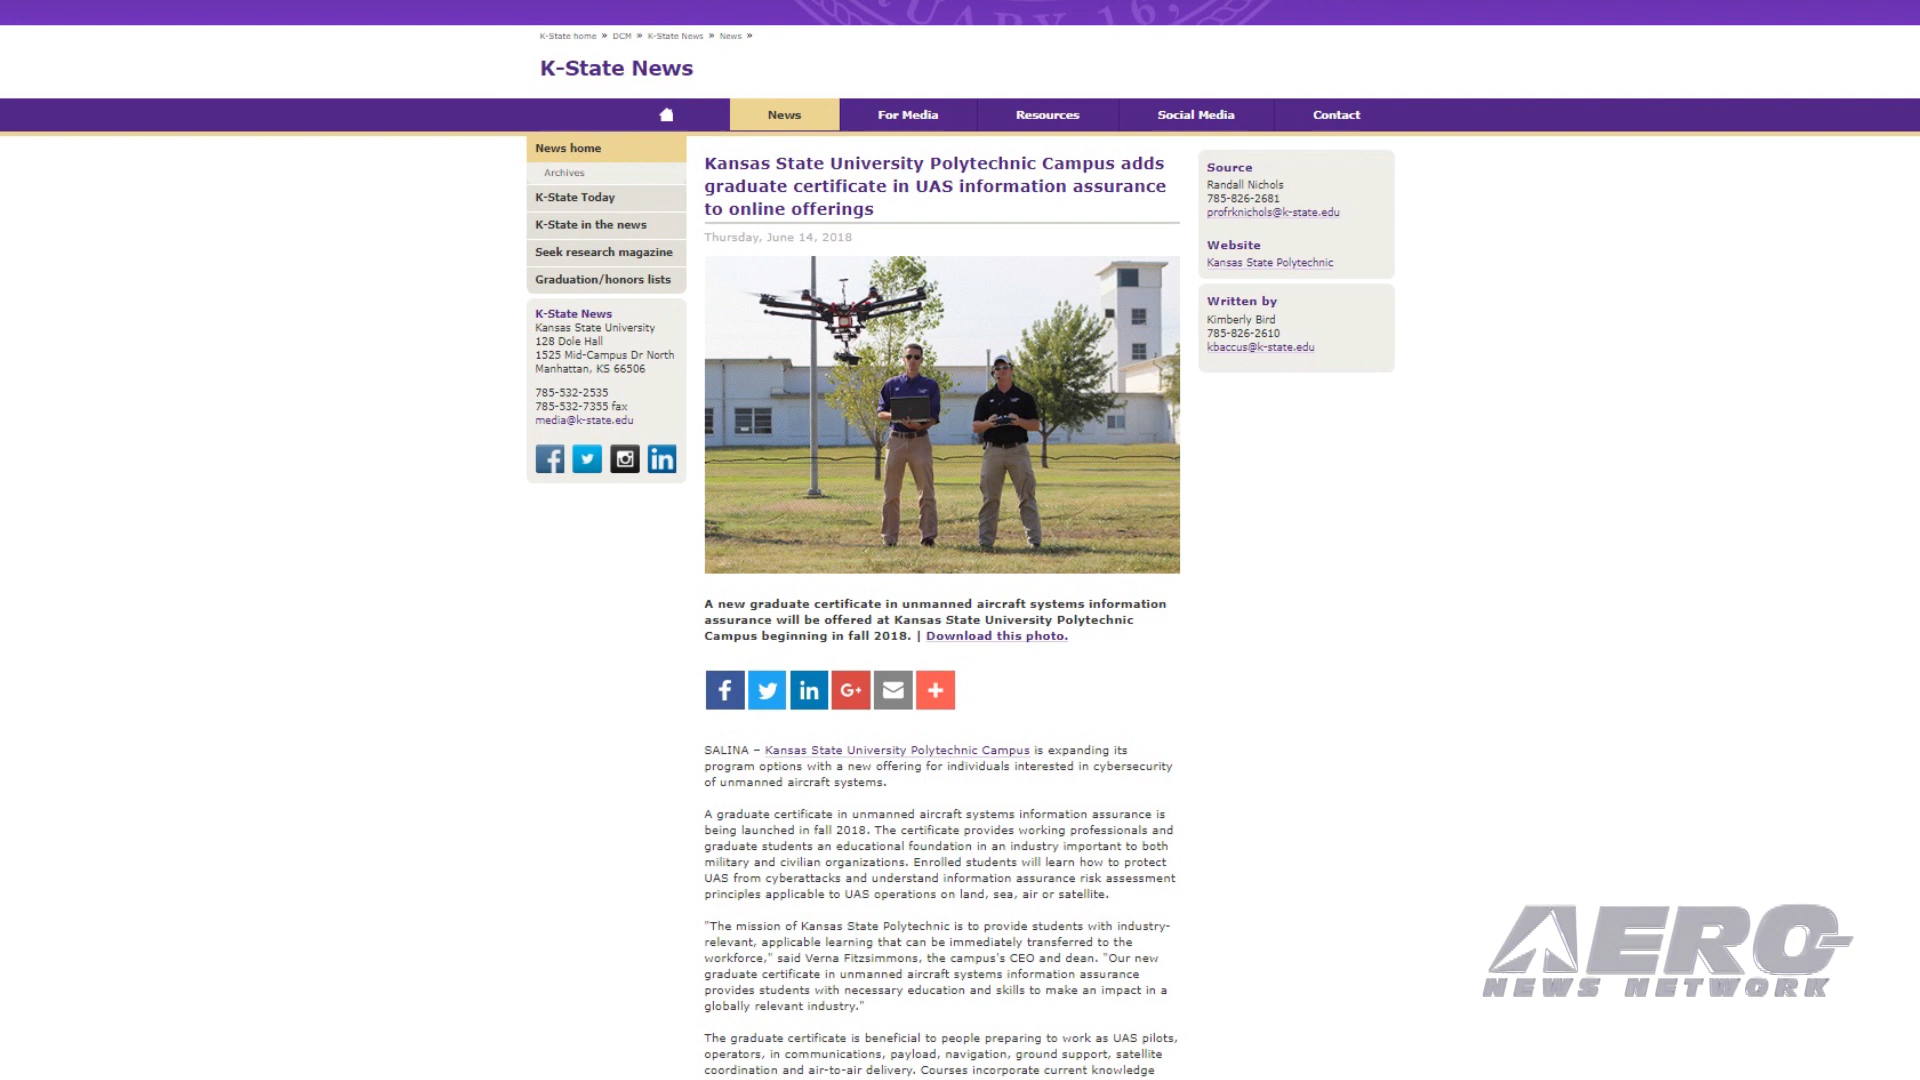 UARY 16,
K-State home » DCM » K-State News » News »
K-State News
News
For Media
Resources
Social Media
Contact
News home
Archives
K-State Today
K-State in the news
Seek research magazine
Graduation/honors lists
K-State News
Kansas State University
128 Dole Hall
1525 Mid-Campus Dr North
Manhattan, KS 66506
785-532-2535
785-532-7355 fax
media@k-state.edu
Kansas State University Polytechnic Campus adds
graduate certificate in UAS information assurance
to online offerings
Thursday, June 14, 2018
A new graduate certificate in unmanned aircraft systems information
assurance will be offered at Kansas State University Polytechnic
Campus beginning in fall 2018. | Download this photo.
SALINA – Kansas State University Polytechnic Campus is expanding its
program options with a new offering for individuals interested in cybersecurity
of unmanned aircraft systems.
A graduate certificate in unmanned aircraft systems information assurance is
being launched in fall 2018. The certificate provides working professionals and
graduate students an educational foundation in an industry important to both
military and civilian organizations. Enrolled students will learn how to protect
UAS from cyberattacks and understand information assurance risk assessment
principles applicable to UAS operations on land, sea, air or satellite.
"The mission of Kansas State Polytechnic is to provide students with industry-
relevant, applicable learning that can be immediately transferred to the
workforce," said Verna Fitzsimmons, the campus's CEO and dean. "Our new
graduate certificate in unmanned aircraft systems information assurance
provides students with necessary education and skills to make an impact in a
globally relevant industry."
The graduate certificate is beneficial to people preparing to work as UAS pilots,
operators, in communications, payload, navigation, ground support, satellite
coordination and air-to-air delivery. Courses incorporate current knowledge
Source
Randall Nichols
785-826-2681
profrknichols@k-state.edu
Website
Kansas State Polytechnic
Written by
Kimberly Bird
785-826-2610
kbaccus@k-state.edu
AERO-
NEWS NETWORK